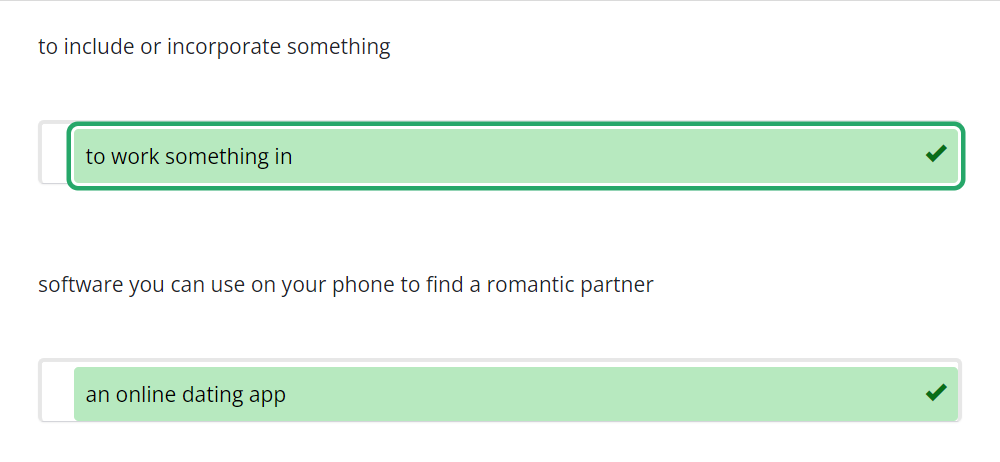 to include or incorporate something
to work something in
software you can use on your phone to find a romantic partner
an online dating app